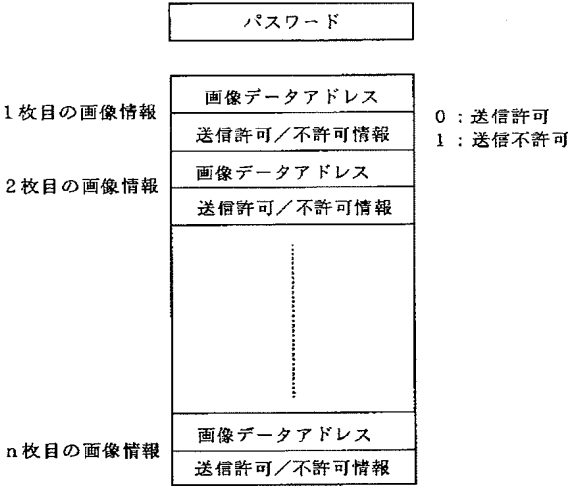 パスワード
1枚目の画像情報
画像データアドレス
送信許可/不許可情報
0:送信許可
1:送信不許可
2枚目の画像情報
画像データアドレス
送信許可/不許可情報
n枚目の画像情報
画像データアドレス
送信許可/不許可情報